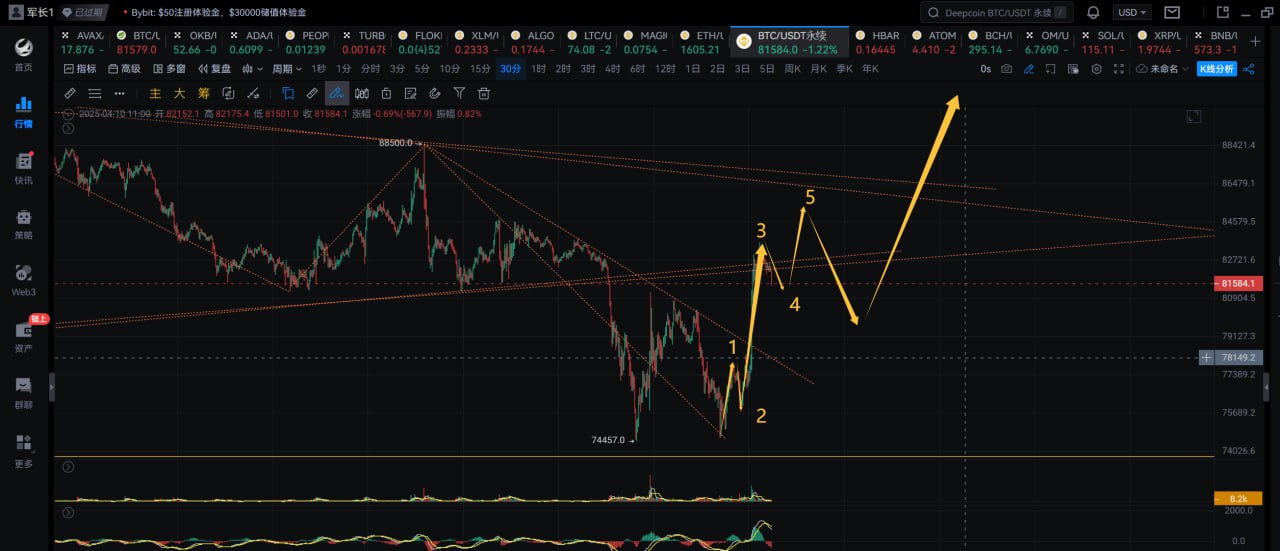 军长1 已过期 Bybit: $50注册体验金，$30000储值体验金 Deepcoin BTC/USDT 永续 / USD
AVAX/ BTC/U OKB/U ADA/U PEOPI TURB FLOKI XLM/U ALGO LTC/U MAGIC ETH/U BTC/USDT永续 HBAR ATOM BCH/U OM/U SOL/U XRP/U BNB/U
17.876 - 81579.0 52.66 -0 0.6099 - 0.01239 0.001678 0.0{4}52 0.2333 - 0.1744 - 74.08 -2 0.0754 - 1605.21 81584.0 -1.22% 0.16445 4.410 -2 295.14 - 6.7690 - 115.11 - 1.9744 - 573.3 -1
指标 高级 多窗 复盘 周期 1秒 1分 分时 3分 5分 10分 15分 30分 1时 2时 3时 4时 6时 8时 12时 1日 2日 3日 5日 周K 月K 季K 年K 0s 未命名 K线分析
主 大 筹
2025-04-10 11:00 开 82152.1 高 82175.4 低 81501.0 收 81584.1 涨幅 -0.69%(-567.9) 振幅 0.82%
首页
行情
快讯
策略
Web3
链上
资产
群聊
更多
88500.0
74457.0
1
2
3
4
5
88421.4
86479.1
84579.5
82721.6
81584.1
80904.5
79127.3
78149.2
77389.2
75689.2
74026.6
8.2k
2000.0
0.0